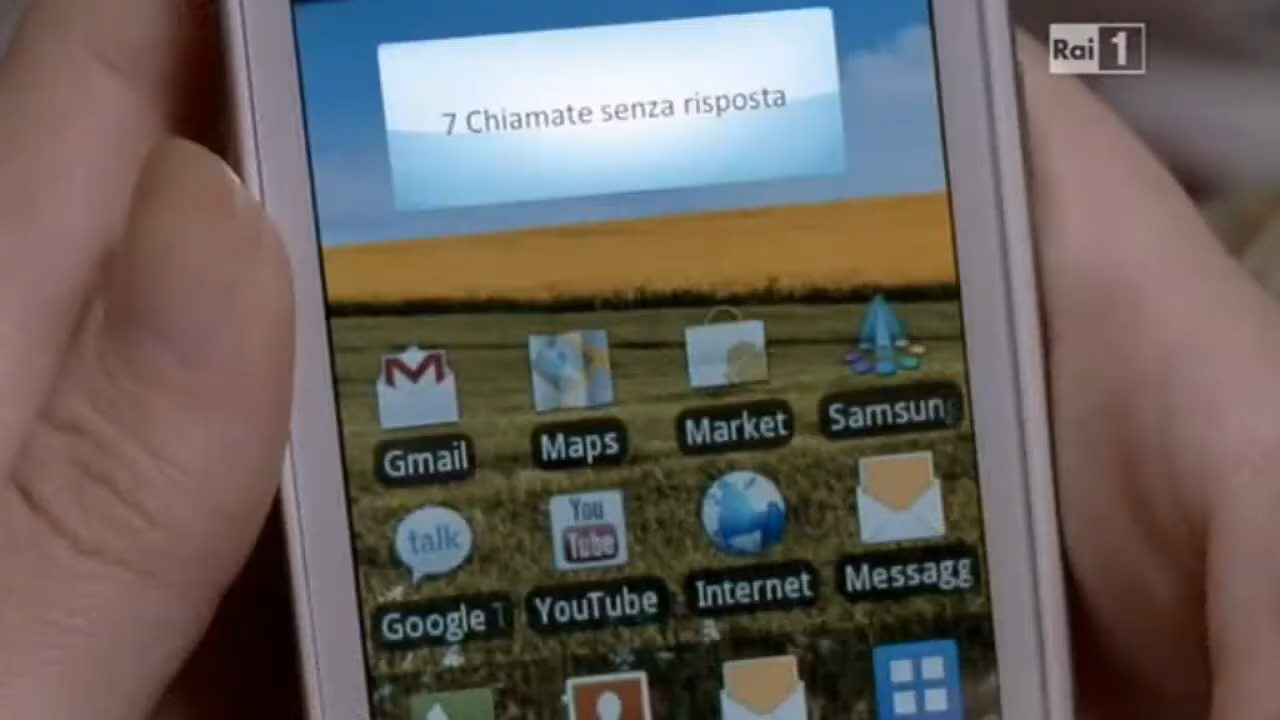 Rai 1
7 Chiamate senza risposta
Gmail
Maps
Market
Samsun
talk
You
Tube
Google T
YouTube
Internet
Messagg